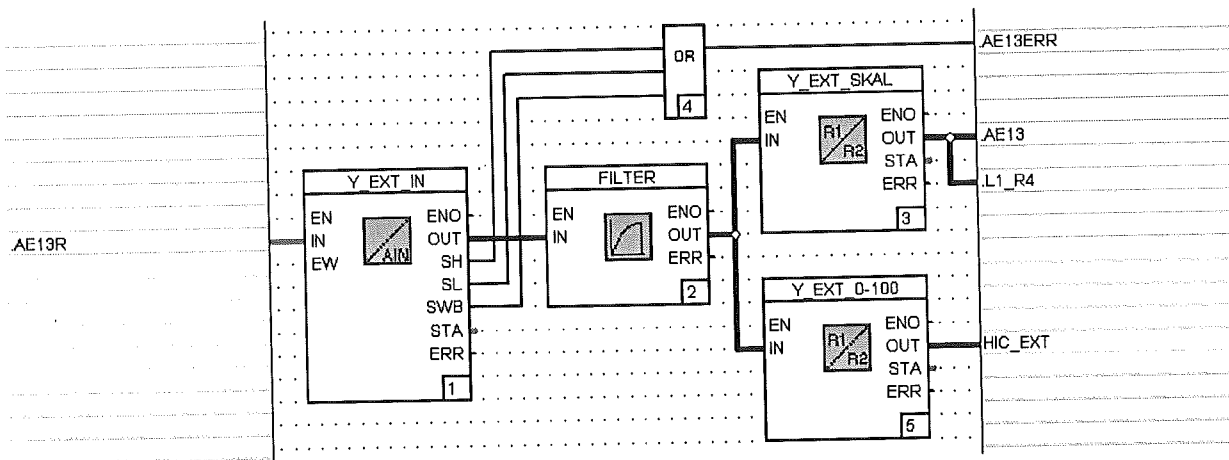 .AE13R
Y_EXT_IN
EN
IN
EW
AIN
ENO
OUT
SH
SL
SWB
STA
ERR
1
FILTER
EN
IN
ENO
OUT
ERR
2
OR
4
Y_EXT_SKAL
EN
IN
R1
R2
ENO
OUT
STA
ERR
3
Y_EXT_0-100
EN
IN
R1
R2
ENO
OUT
STA
ERR
5
.AE13ERR
.AE13
.L1_R4
HIC_EXT